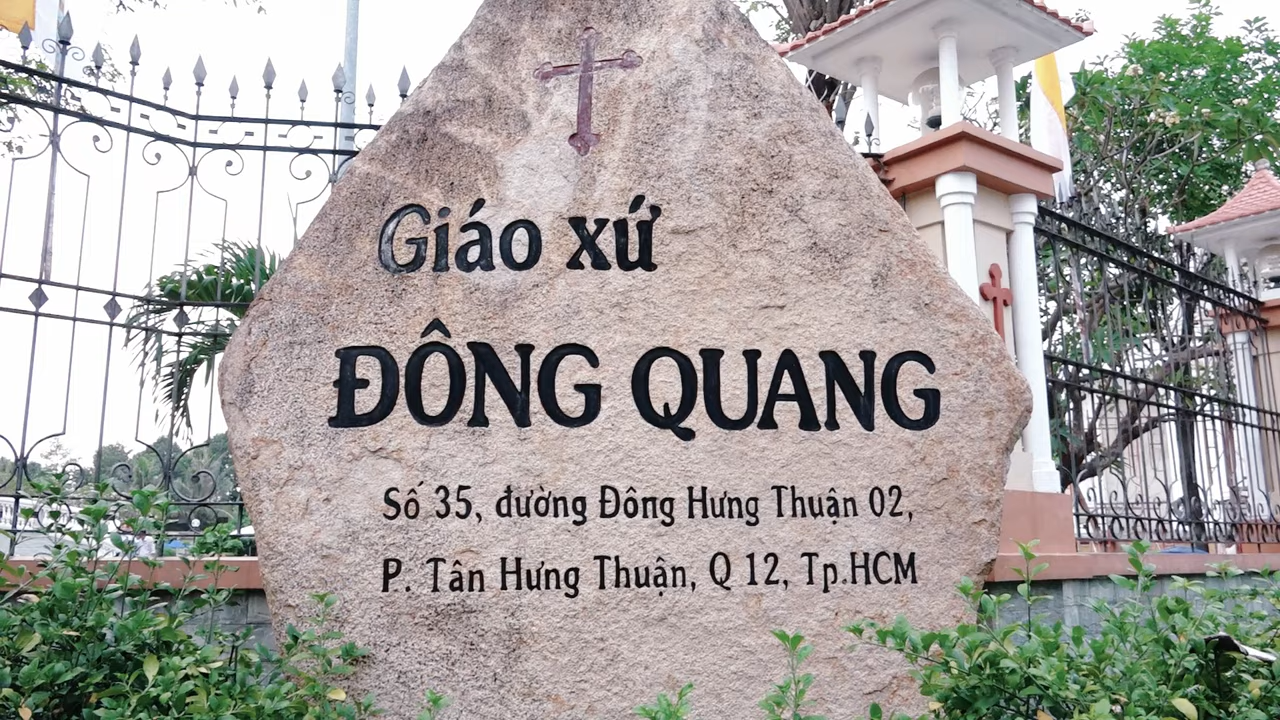 Giáo xứ
ĐÔNG QUANG
Số 35, đường Đông Hưng Thuận 02,
P. Tân Hưng Thuận, Q 12, Tp.HCM